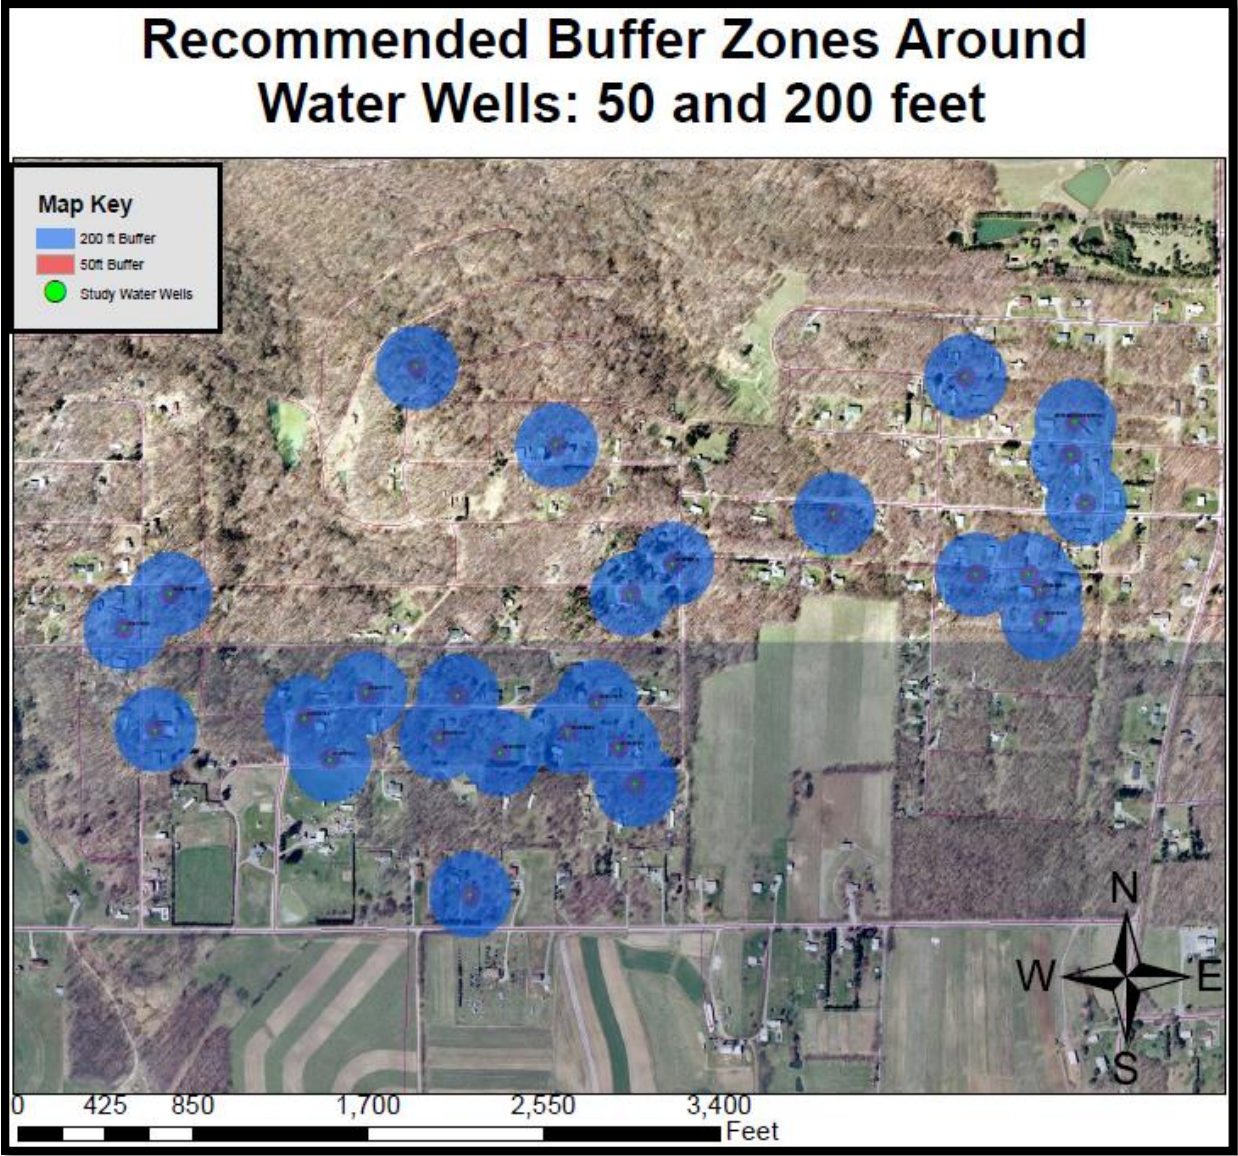 Recommended Buffer Zones Around
Water Wells: 50 and 200 feet
Map Key
200 ft Buffer
50ft Buffer
Study Water Wells
N
W E
S
0 425 850 1,700 2,550 3,400
Feet